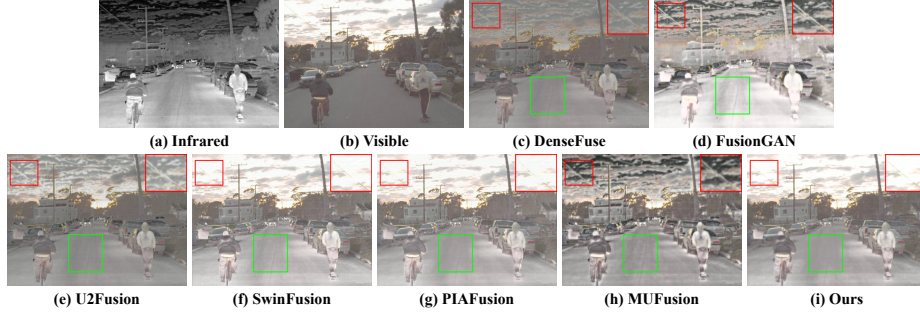 (a) Infrared (b) Visible (c) DenseFuse (d) FusionGAN
(e) U2Fusion (f) SwinFusion (g) PIAFusion (h) MUFusion (i) Ours